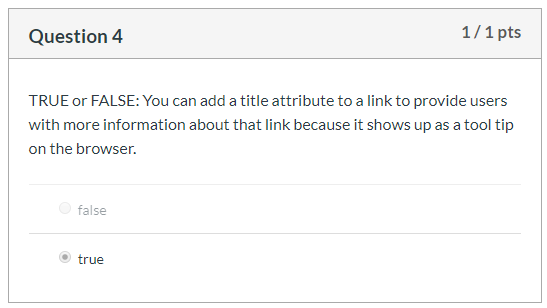 Question 4
1 / 1 pts
TRUE or FALSE: You can add a title attribute to a link to provide users
with more information about that link because it shows up as a tool tip
on the browser.
false
true